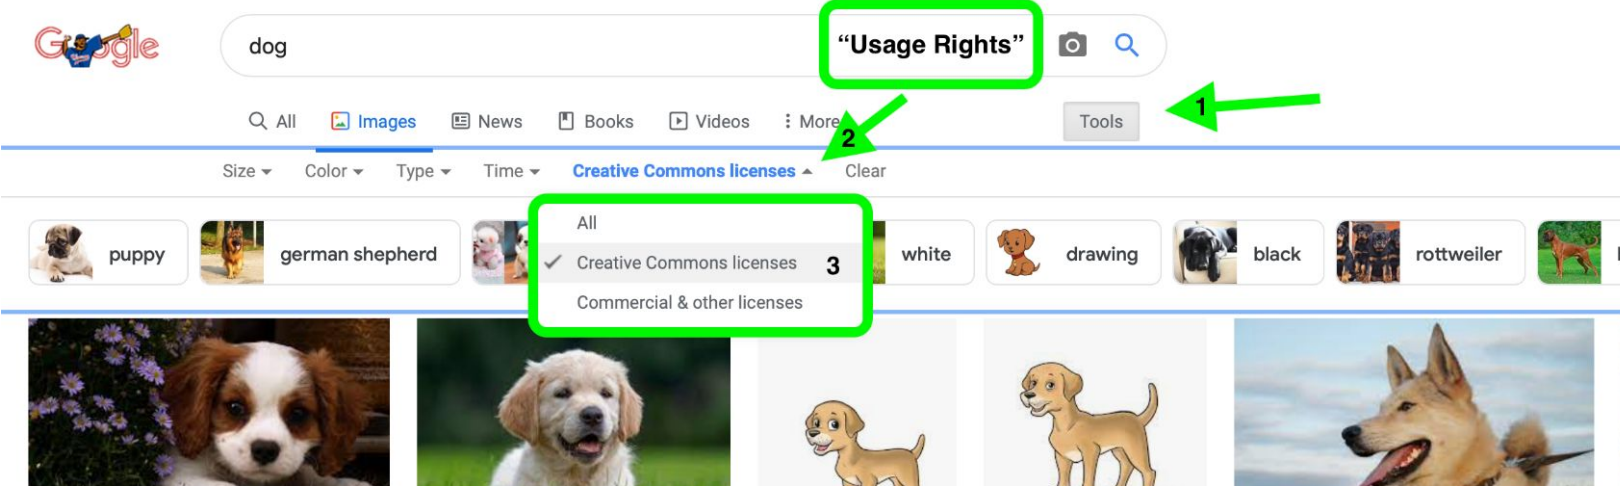 Google
dog
“Usage Rights”
All
Images
News
Books
Videos
More
Tools
1
2
Size
Color
Type
Time
Creative Commons licenses
Clear
All
Creative Commons licenses 3
Commercial & other licenses
puppy
german shepherd
white
drawing
black
rottweiler